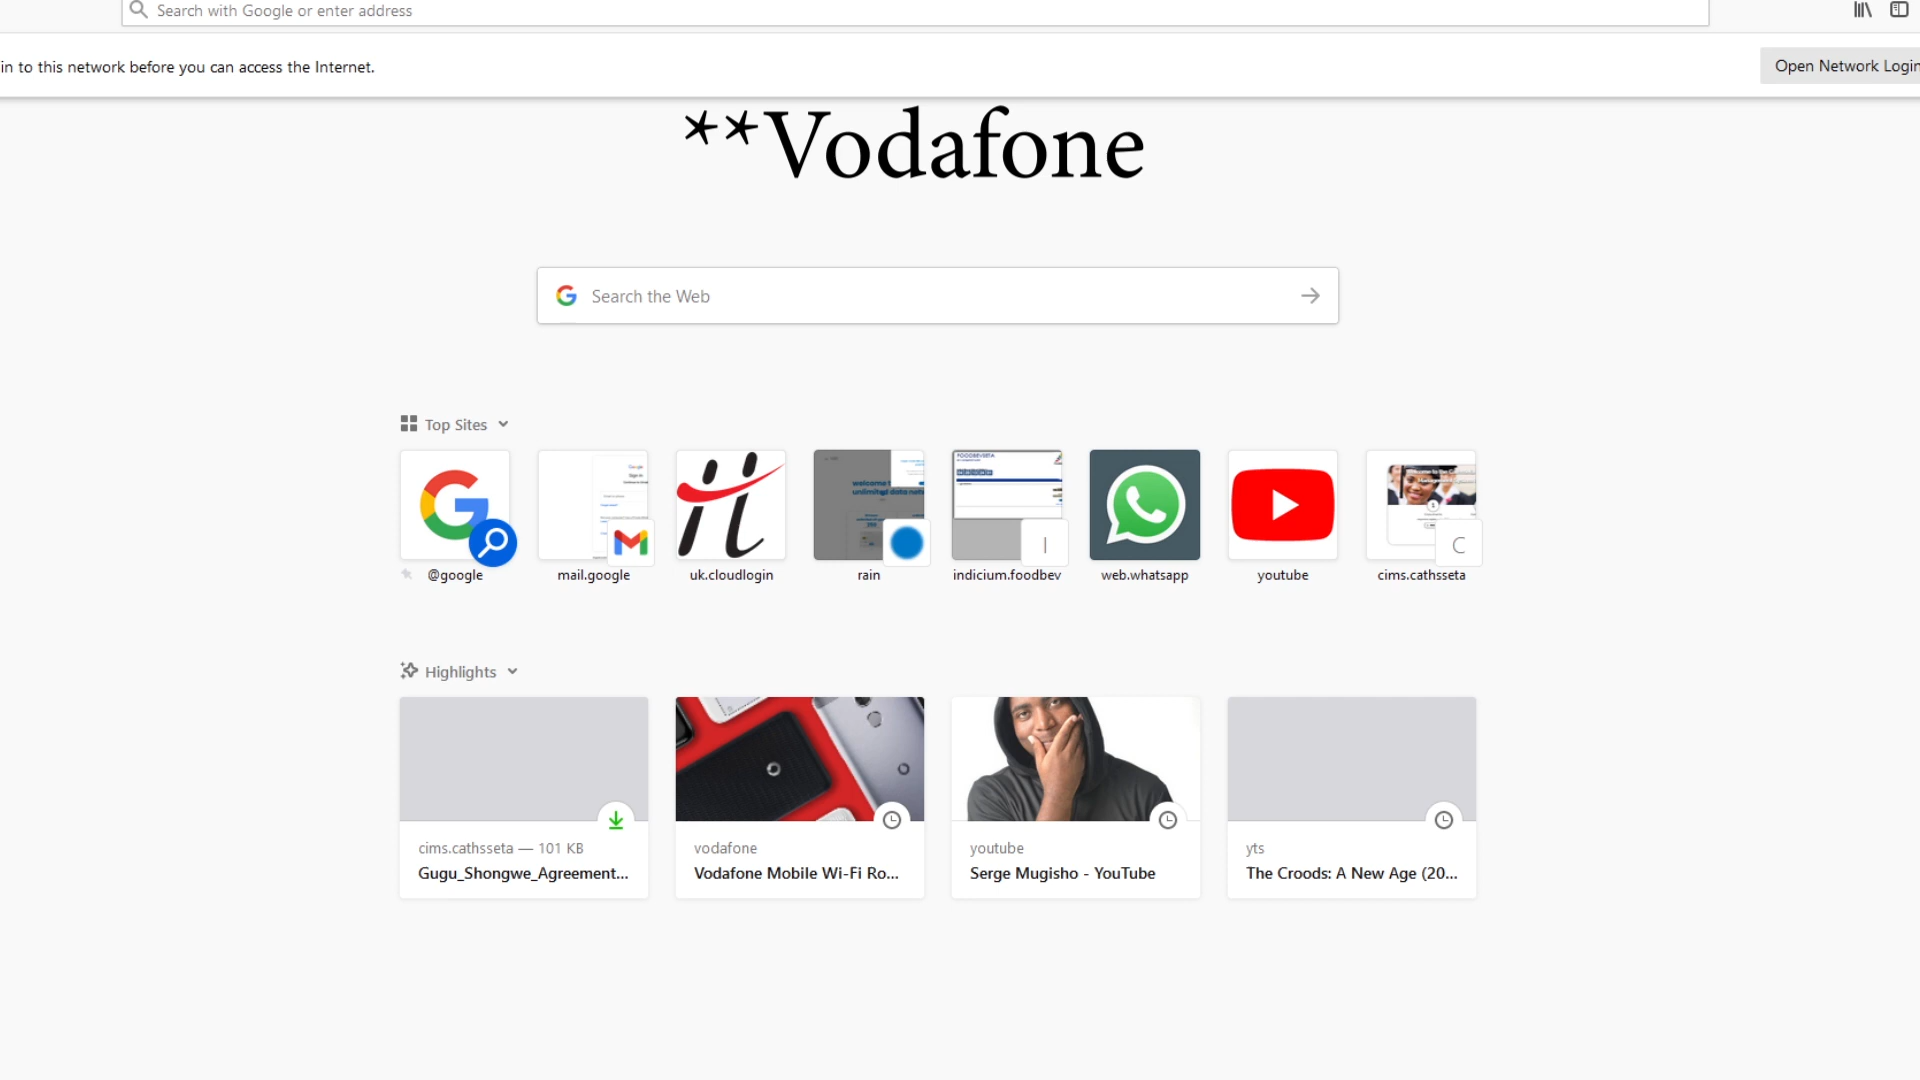 Search with Google or enter address
in to this network before you can access the Internet.
Open Network Login
**Vodafone
Search the Web
Top Sites
@google
mail.google
uk.cloudlogin
rain
indicium.foodbev
web.whatsapp
youtube
cims.cathsseta
I
C
Highlights
cims.cathsseta — 101 KB
Gugu_Shongwe_Agreement...
vodafone
Vodafone Mobile Wi-Fi Ro...
youtube
Serge Mugisho - YouTube
yts
The Croods: A New Age (20...